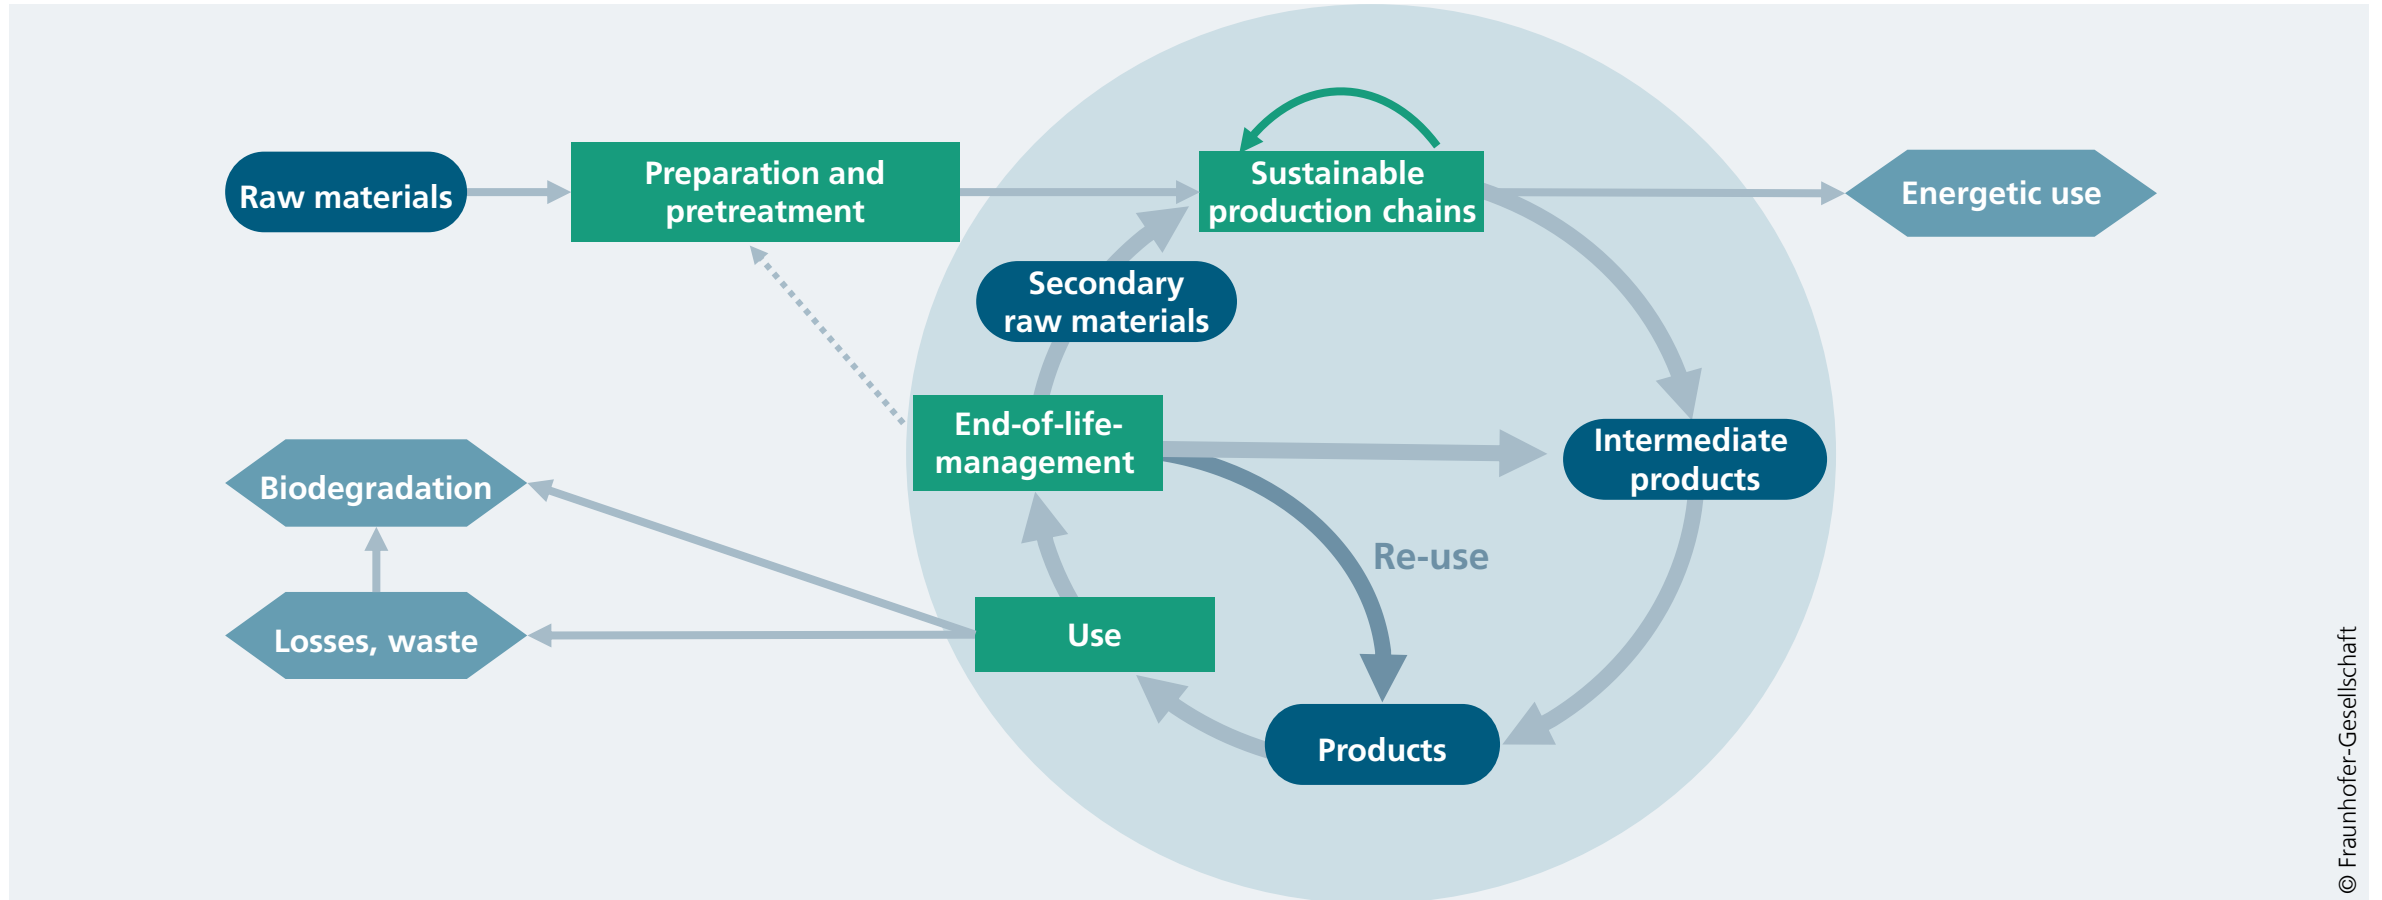 Raw materials
Preparation and
pretreatment
Sustainable
production chains
Energetic use
Secondary
raw materials
End-of-life-
management
Intermediate
products
Biodegradation
Re-use
Losses, waste
Use
Products
© Fraunhofer-Gesellschaft